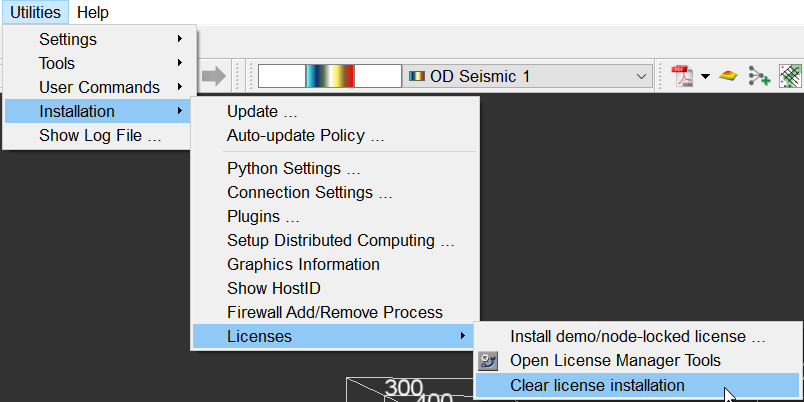 Utilities Help
Settings
Tools
User Commands
Installation
Show Log File ...
OD Seismic 1
PDF
Update ...
Auto-update Policy ...
Python Settings ...
Connection Settings ...
Plugins ...
Setup Distributed Computing ...
Graphics Information
Show HostID
Firewall Add/Remove Process
Licenses
Install demo/node-locked license ...
Open License Manager Tools
Clear license installation
300
400